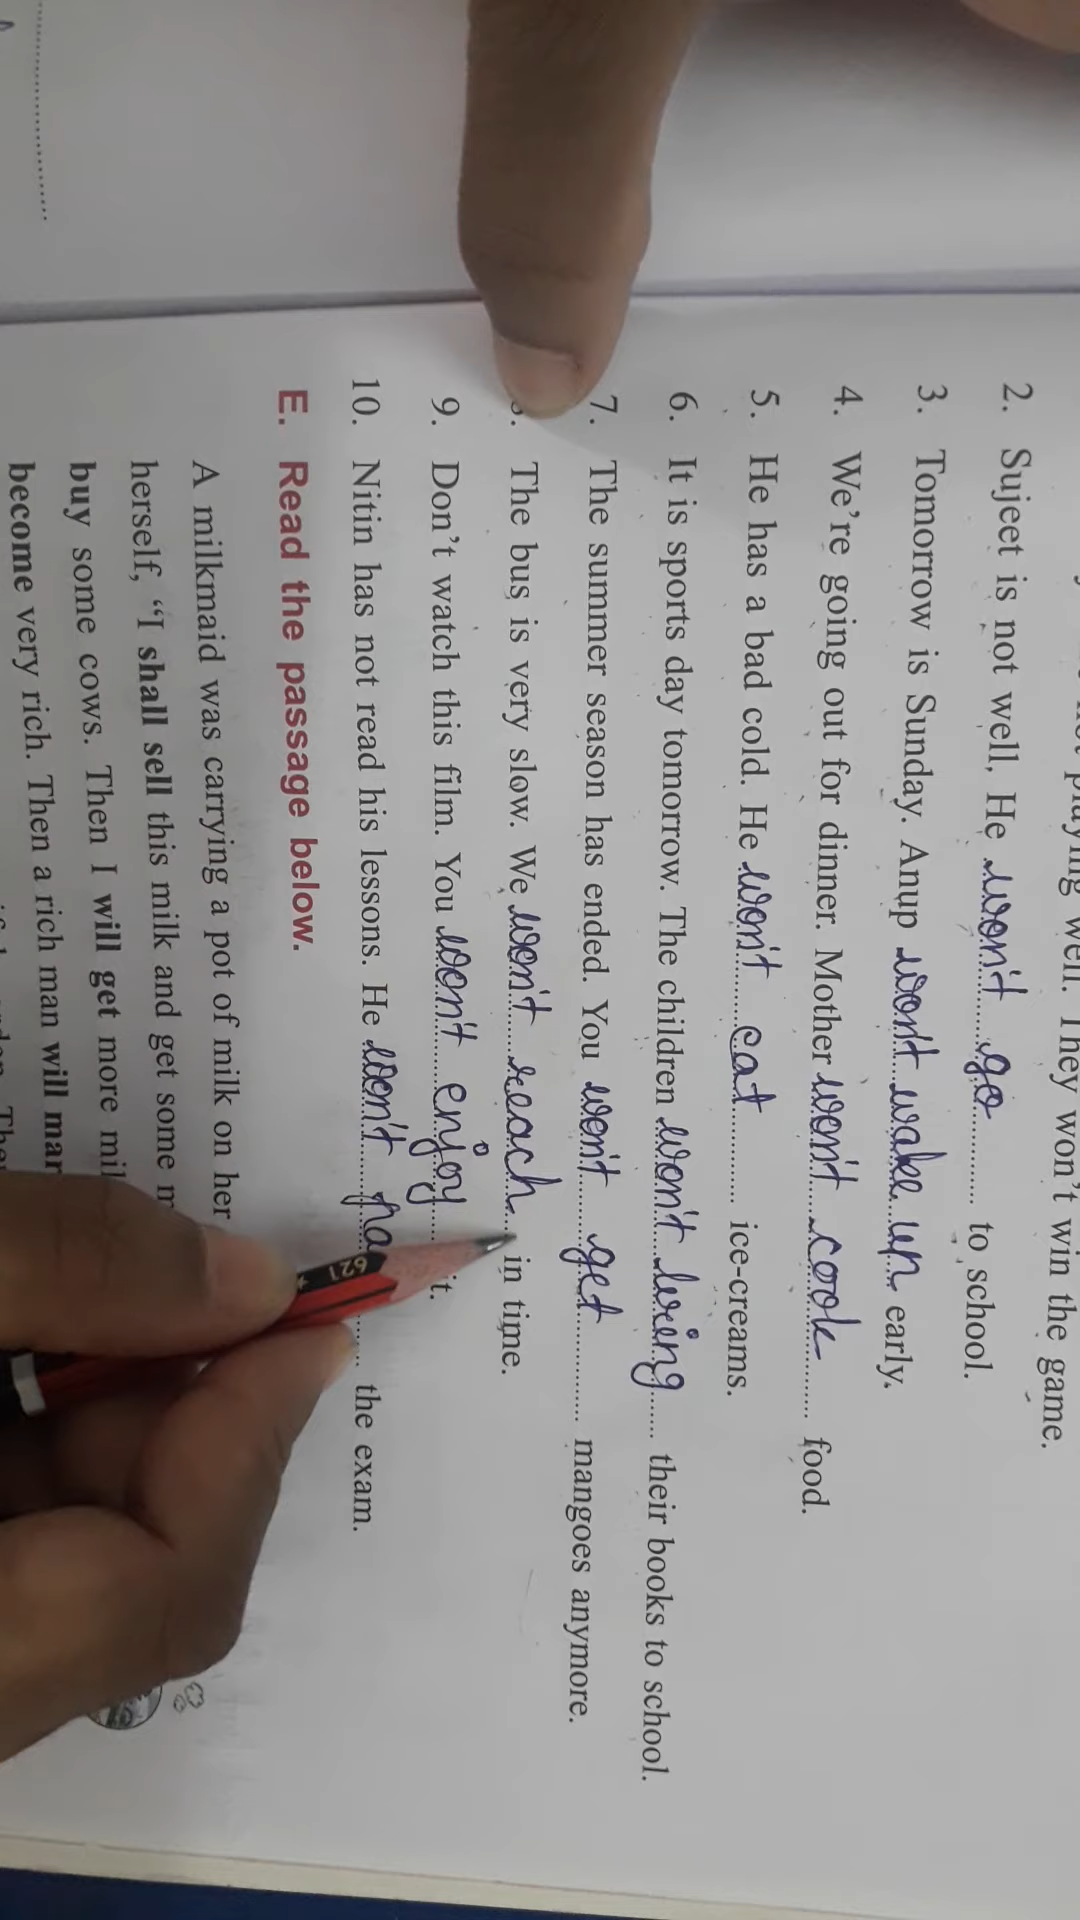 not playing well. They won't win the game.
2. Sujeet is not well. He won't go to school.
3. Tomorrow is Sunday. Anup won't wake up early.
4. We're going out for dinner. Mother won't cook food.
5. He has a bad cold. He won't eat ice-creams.
6. It is sports day tomorrow. The children won't bring their books to school.
7. The summer season has ended. You won't get mangoes anymore.
The bus is very slow. We won't reach in time.
9. Don't watch this film. You won't enjoy it.
10. Nitin has not read his lessons. He won't pa the exam.
E. Read the passage below.
A milkmaid was carrying a pot of milk on her
herself, "I shall sell this milk and get some m
buy some cows. Then I will get more mil
become very rich. Then a rich man will mar
621